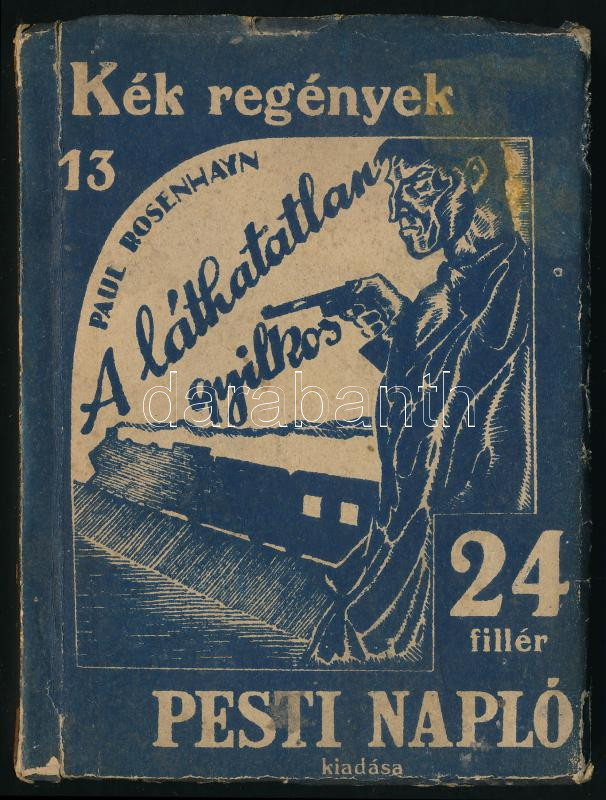 Kék regények
13
PAUL ROSENHAYN
A láthatatlan
gyilkos
darabanth
24
fillér
PESTI NAPLÓ
kiadása